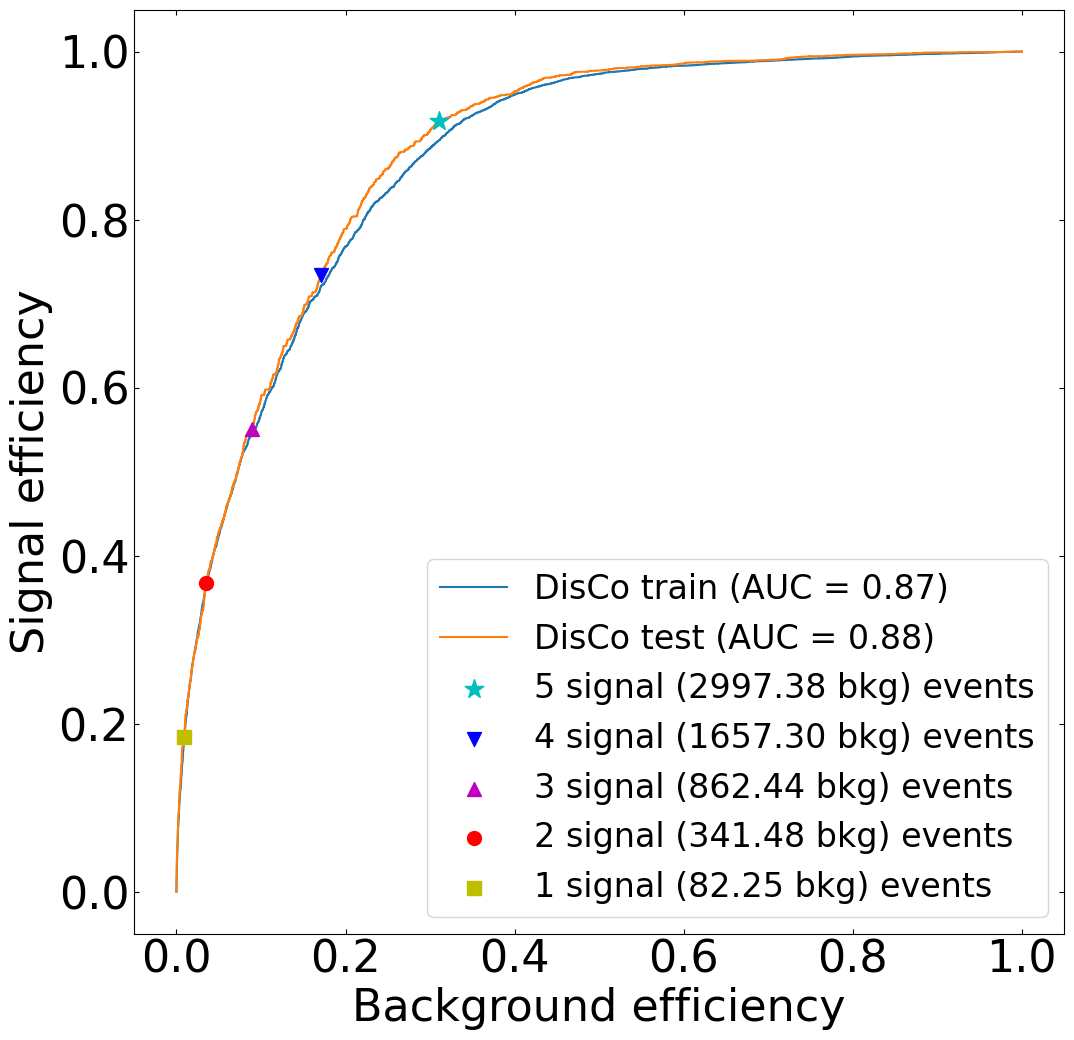 1.0
0.8
0.6
0.4
0.2
0.0
Signal efficiency
DisCo train (AUC = 0.87)
DisCo test (AUC = 0.88)
5 signal (2997.38 bkg) events
4 signal (1657.30 bkg) events
3 signal (862.44 bkg) events
2 signal (341.48 bkg) events
1 signal (82.25 bkg) events
0.0 0.2 0.4 0.6 0.8 1.0
Background efficiency